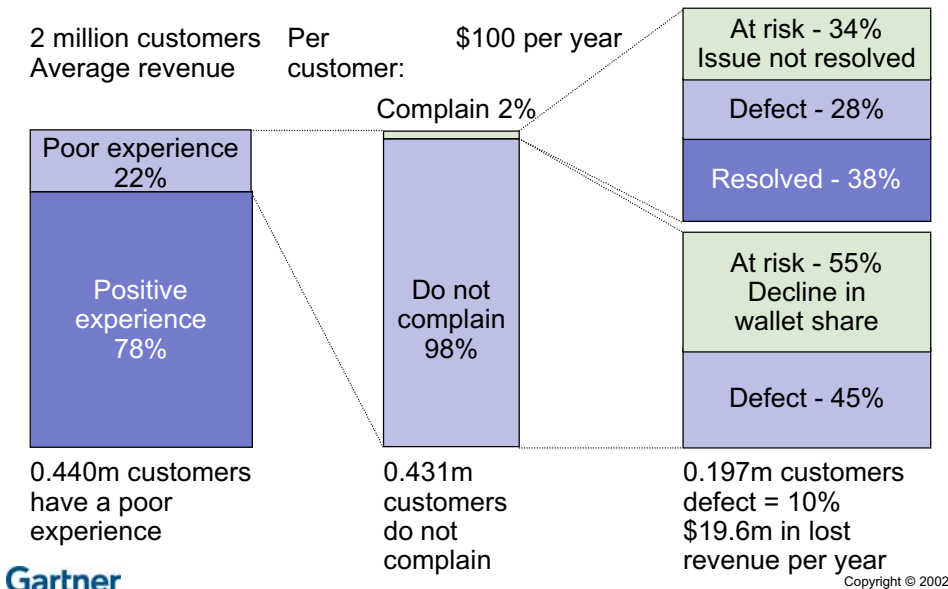 2 million customers Per $100 per year
Average revenue customer:
Complain 2%
Poor experience
22%
Positive
experience
78%
Do not
complain
98%
At risk - 34%
Issue not resolved
Defect - 28%
Resolved - 38%
At risk - 55%
Decline in
wallet share
Defect - 45%
0.440m customers
have a poor
experience
0.431m
customers
do not
complain
0.197m customers
defect = 10%
$19.6m in lost
revenue per year
Gartner
Copyright © 2002